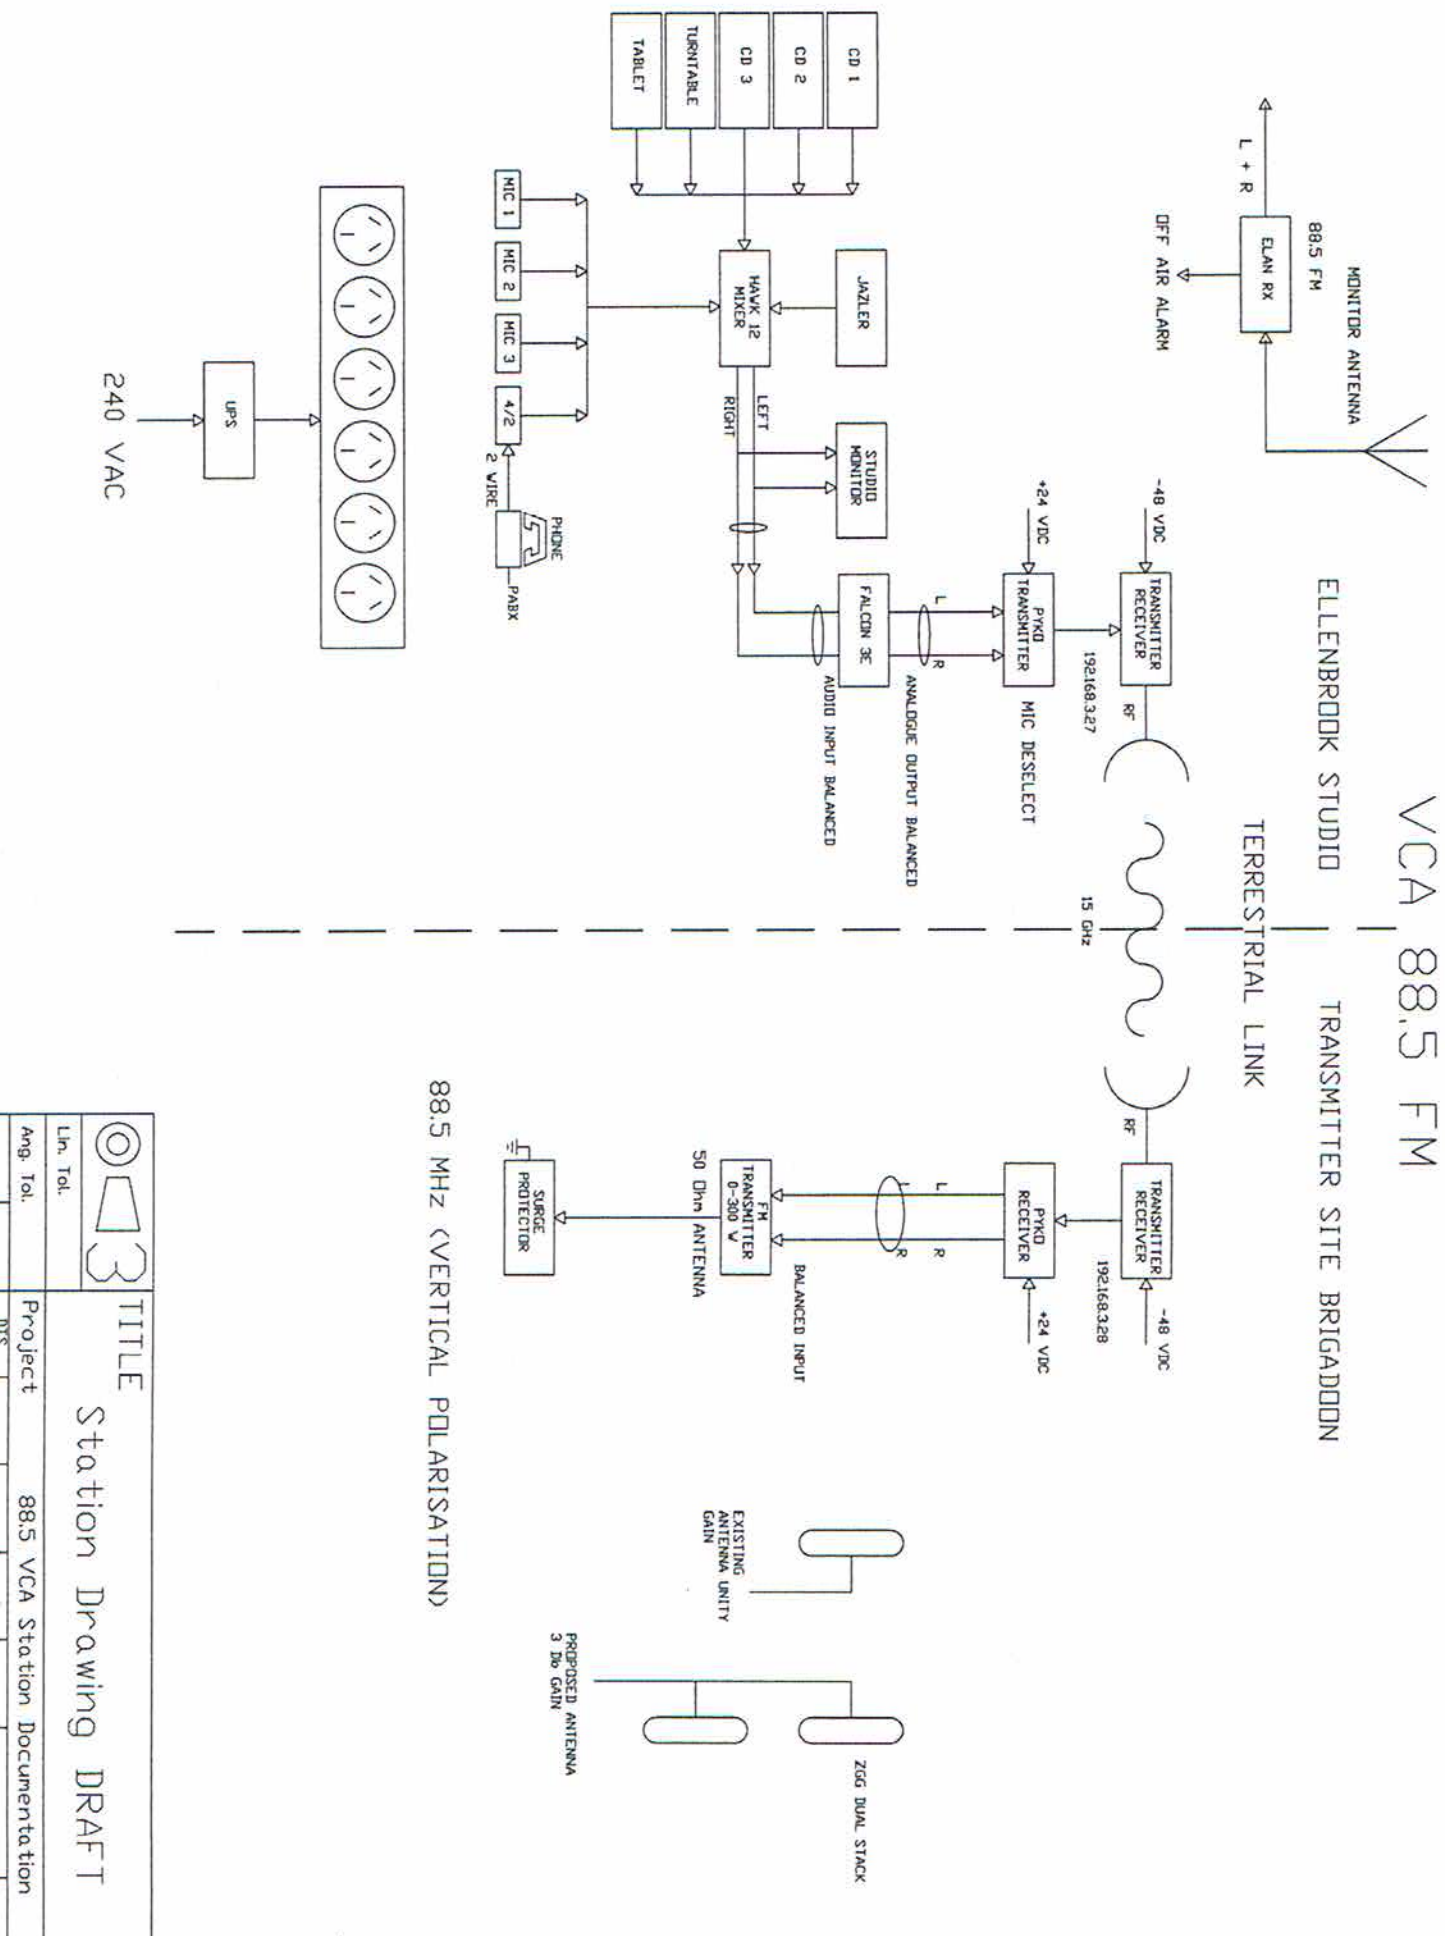 VCA 88.5 FM
ELLENBROOK STUDIO
TRANSMITTER SITE BRIGADOON
TERRESTRIAL LINK
MONITOR ANTENNA
88.5 FM
ELAN RX
L + R
OFF AIR ALARM
-48 VDC
TRANSMITTER
RECEIVER
RF
192.168.3.27
+24 VDC
PYKO
TRANSMITTER
MIC DESELECT
15 GHz
RF
TRANSMITTER
RECEIVER
-48 VDC
192.168.3.28
PYKO
RECEIVER
+24 VDC
L
R
ANALOGUE OUTPUT BALANCED
FALCON 3E
AUDIO INPUT BALANCED
L
R
L
R
BALANCED INPUT
FM
TRANSMITTER
0-300 W
50 Ohm ANTENNA
SURGE
PROTECTOR
CD 1
CD 2
CD 3
TURNTABLE
TABLET
JAZLER
HAWK 12
MIXER
LEFT
RIGHT
STUDIO
MONITOR
MIC 1
MIC 2
MIC 3
4/2
2 WIRE
PHONE
PABX
UPS
240 VAC
EXISTING
ANTENNA UNITY
GAIN
PROPOSED ANTENNA
3 Db GAIN
ZGG DUAL STACK
88.5 MHz (VERTICAL POLARISATION)
TITLE
Station Drawing DRAFT
Lin. Tol.
Ang. Tol.
Project
88.5 VCA Station Documentation